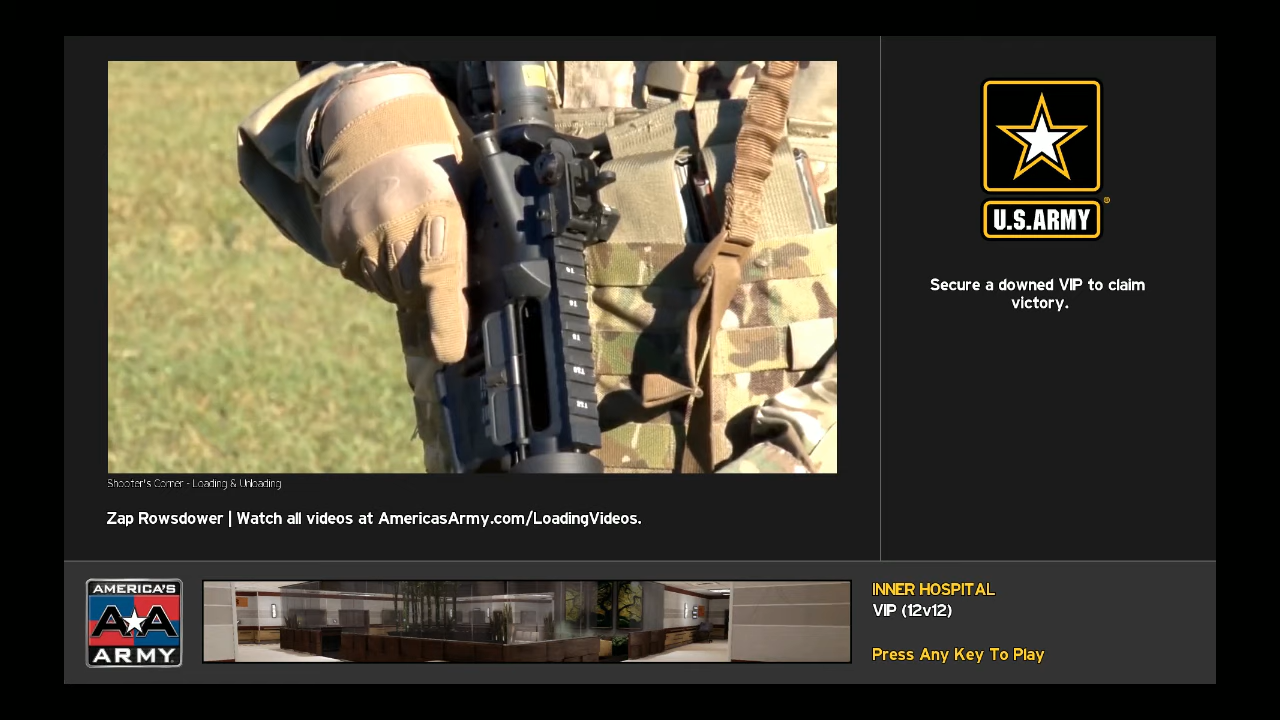 U.S.ARMY
®
Secure a downed VIP to claim
victory.
Shooter's Corner - Loading & Unloading
Zap Rowsdower | Watch all videos at AmericasArmy.com/LoadingVideos.
AMERICA'S
AA
ARMY
INNER HOSPITAL
VIP (12v12)
Press Any Key To Play